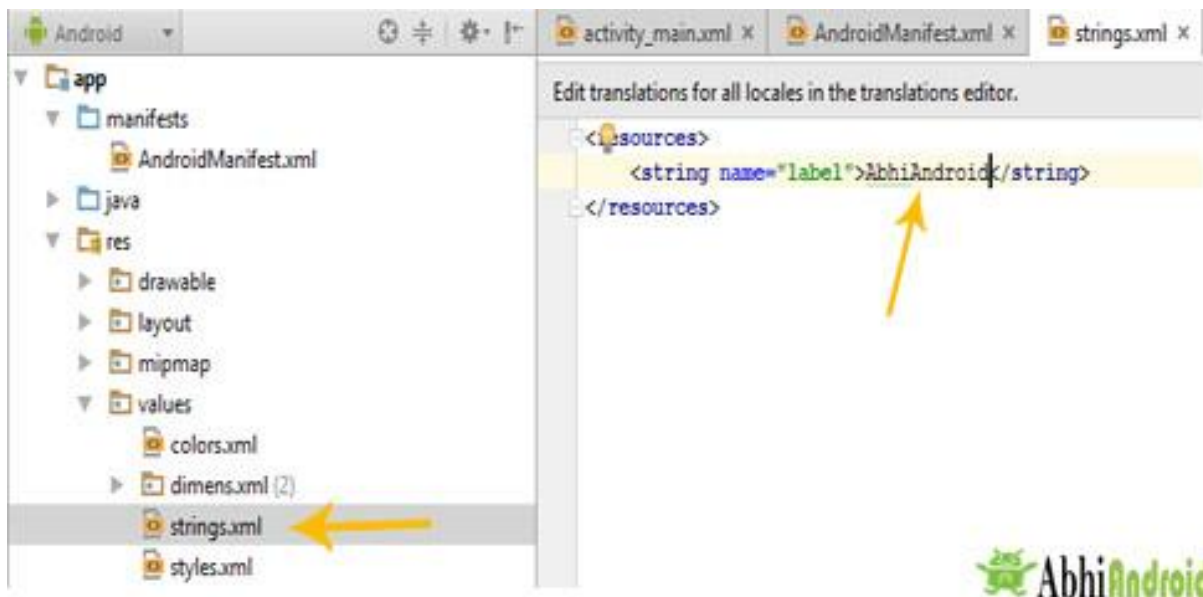 Android
app
manifests
AndroidManifest.xml
java
res
drawable
layout
mipmap
values
colors.xml
dimens.xml (2)
strings.xml
styles.xml
activity_main.xml × AndroidManifest.xml × strings.xml ×
Edit translations for all locales in the translations editor.
<resources>
<string name="label">AbhiAndroid</string>
</resources>
AbhiAndroid